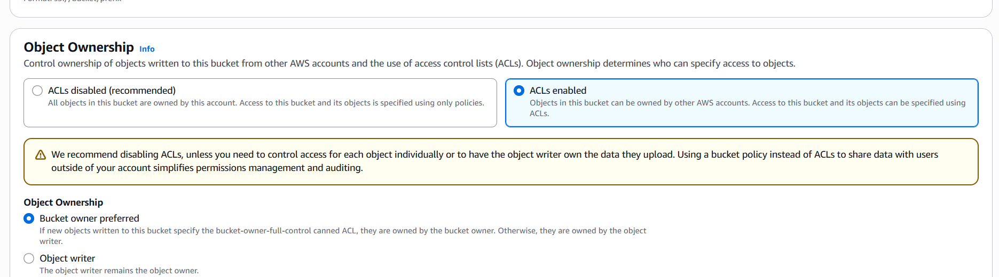 Format: s3://bucket/prefix
Object Ownership Info
Control ownership of objects written to this bucket from other AWS accounts and the use of access control lists (ACLs). Object ownership determines who can specify access to objects.
ACLs disabled (recommended)
All objects in this bucket are owned by this account. Access to this bucket and its objects is specified using only policies.
ACLs enabled
Objects in this bucket can be owned by other AWS accounts. Access to this bucket and its objects can be specified using
ACLs.
We recommend disabling ACLs, unless you need to control access for each object individually or to have the object writer own the data they upload. Using a bucket policy instead of ACLs to share data with users
outside of your account simplifies permissions management and auditing.
Object Ownership
Bucket owner preferred
If new objects written to this bucket specify the bucket-owner-full-control canned ACL, they are owned by the bucket owner. Otherwise, they are owned by the object
writer.
Object writer
The object writer remains the object owner.